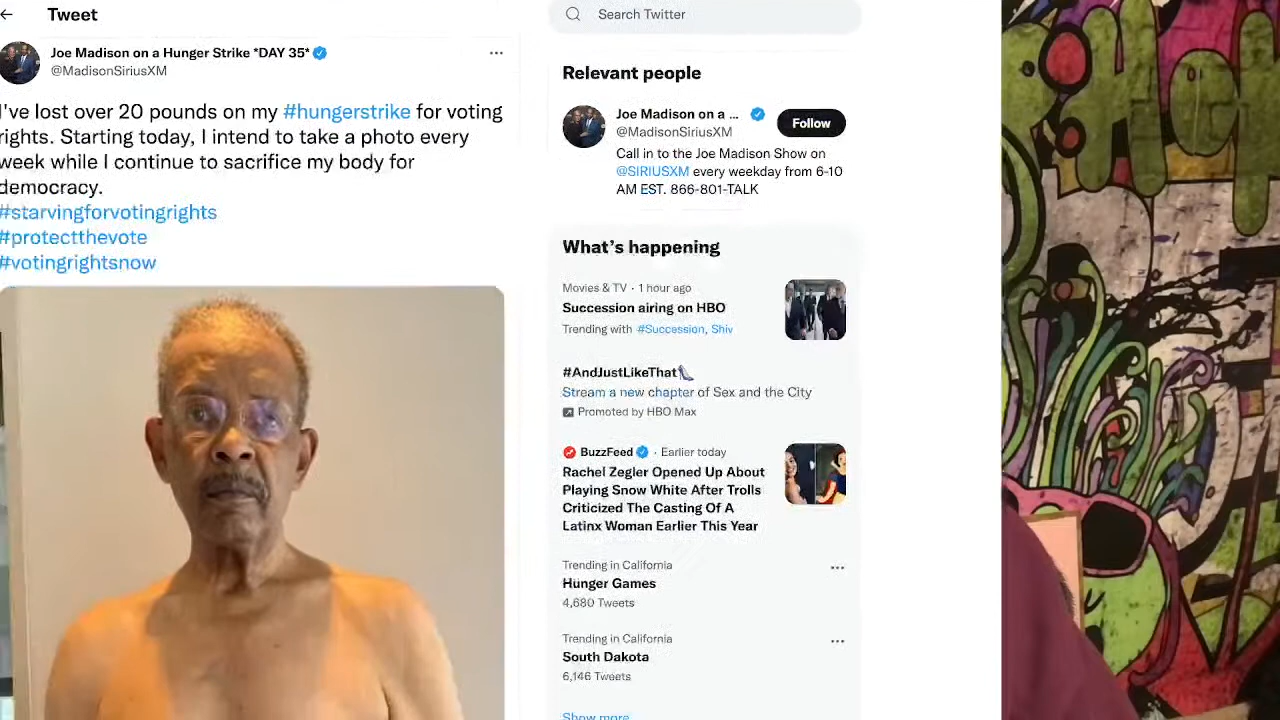 Tweet
Joe Madison on a Hunger Strike *DAY 35*
@MadisonSiriusXM
I've lost over 20 pounds on my #hungerstrike for voting
rights. Starting today, I intend to take a photo every
week while I continue to sacrifice my body for
democracy.
#starvingforvotingrights
#protectthevote
#votingrightsnow
Search Twitter
Relevant people
Joe Madison on a ...
@MadisonSiriusXM
Follow
Call in to the Joe Madison Show on
@SIRIUSXM every weekday from 6-10
AM EST. 866-801-TALK
What's happening
Movies & TV · 1 hour ago
Succession airing on HBO
Trending with #Succession, Shiv
#AndJustLikeThat👠
Stream a new chapter of Sex and the City
Promoted by HBO Max
BuzzFeed · Earlier today
Rachel Zegler Opened Up About
Playing Snow White After Trolls
Criticized The Casting Of A
Latinx Woman Earlier This Year
Trending in California
Hunger Games
4,680 Tweets
Trending in California
South Dakota
6,146 Tweets
Show more